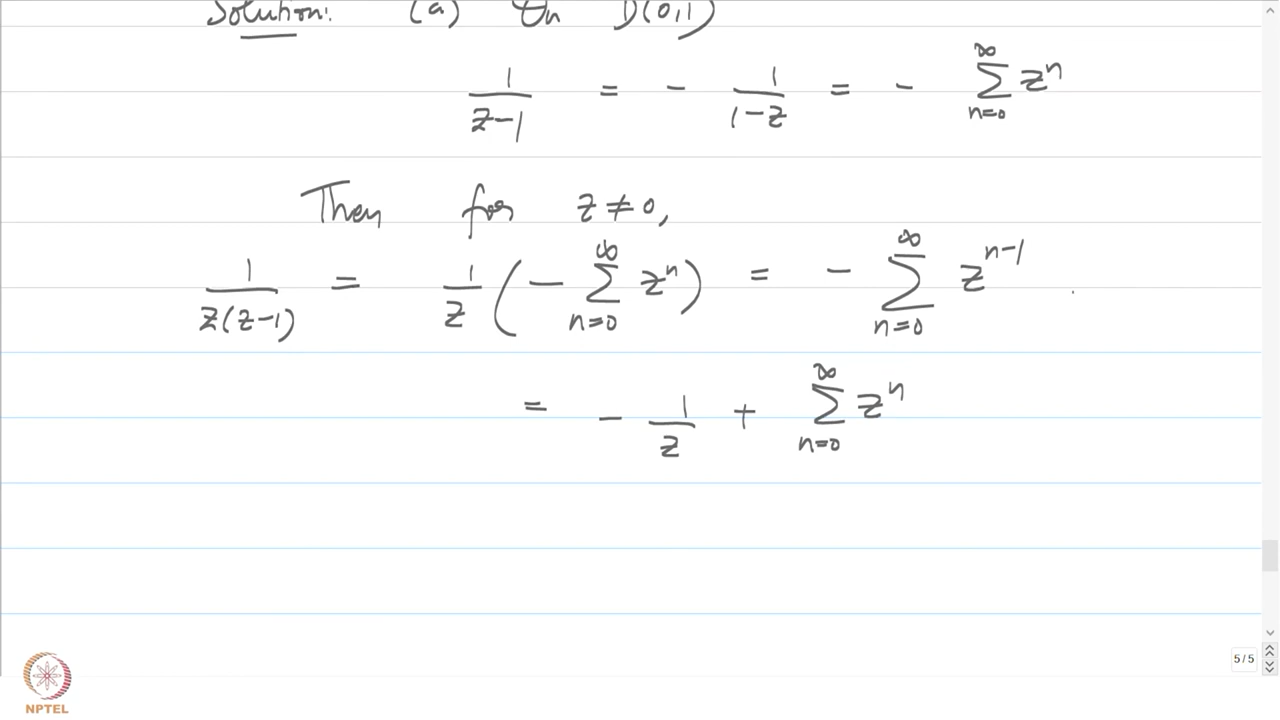 Solution: (a) On D(0,1)
1/(z-1) = - 1/(1-z) = - ∑_{n=0}^{∞} z^n
Then for z ≠ 0,
1/(z(z-1)) = 1/z (- ∑_{n=0}^{∞} z^n) = - ∑_{n=0}^{∞} z^{n-1}
= - 1/z + ∑_{n=0}^{∞} z^n
5/5
NPTEL